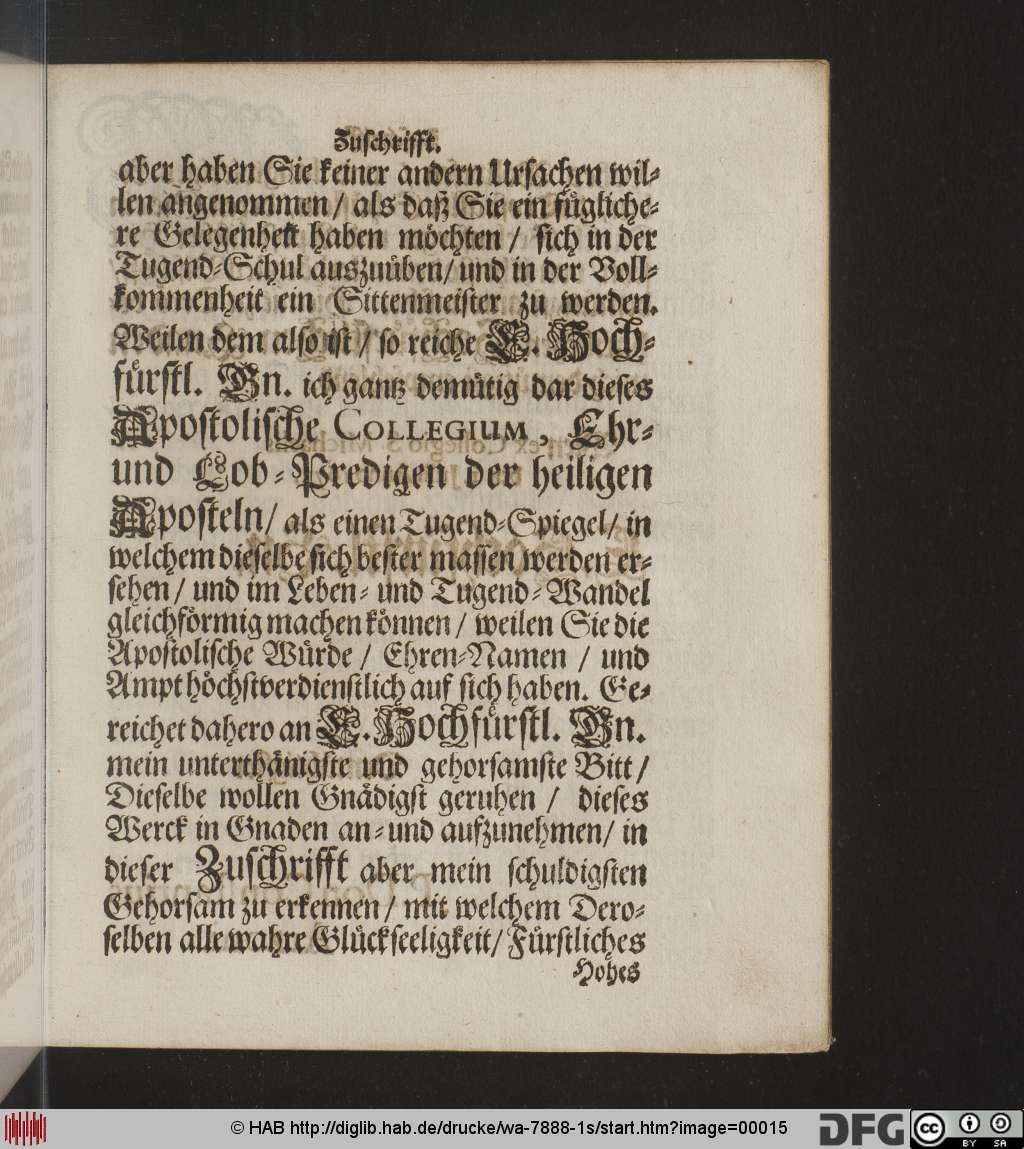 Zuschrifft.
aber haben Sie keiner andern Ursachen wil-
len angenommen / als daß Sie ein fügliche-
re Gelegenheit haben möchten / sich in der
Tugend-Schul auszuüben/ und in der Voll-
kommenheit ein Sittenmeister zu werden.
Weilen dem also ist / so reiche E. Hoch-
fürstl. Gn. ich gantz demütig dar dieses
Apostolische COLLEGIUM, Ehr-
und Lob-Predigen der heiligen
Aposteln/ als einen Tugend-Spiegel/ in
welchem dieselbe sich bester massen werden er-
sehen / und im Leben- und Tugend-Wandel
gleichförmig machen können / weilen Sie die
Apostolische Würde / Ehren-Namen / und
Ampt höchstverdienstlich auf sich haben. Ge-
reichet dahero an E. Hochfürstl. Gn.
mein unterthänigste und gehorsamste Bitt /
Dieselbe wollen Gnädigst geruhen / dieses
Werck in Gnaden an- und aufzunehmen/ in
dieser Zuschrifft aber mein schuldigsten
Gehorsam zu erkennen / mit welchem Dero-
selben alle wahre Glückseeligkeit/ Fürstliches
Hohes
© HAB http://diglib.hab.de/drucke/wa-7888-1s/start.htm?image=00015
DFG
cc BY SA